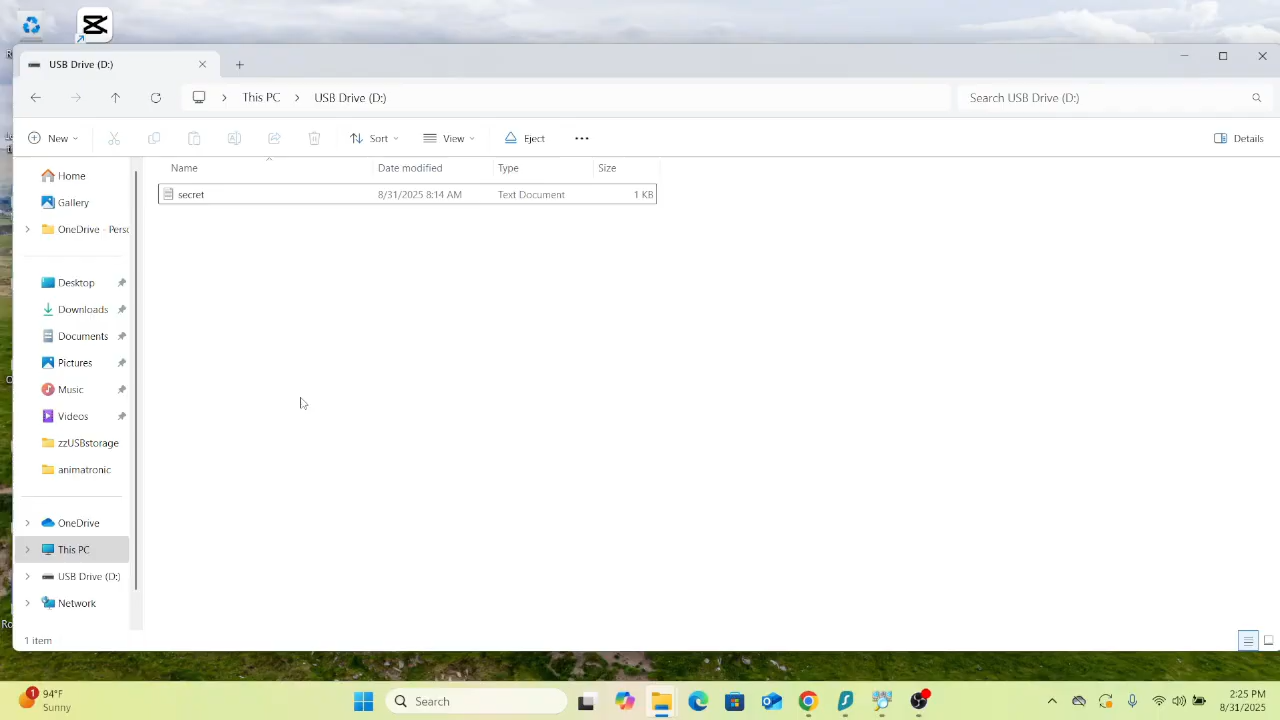 USB Drive (D:)
This PC
USB Drive (D:)
Search USB Drive (D:)
New
Sort
View
Eject
Details
Name
Date modified
Type
Size
secret
8/31/2025 8:14 AM
Text Document
1 KB
Home
Gallery
OneDrive - Perso
Desktop
Downloads
Documents
Pictures
Music
Videos
zzUSBstorage
animatronic
OneDrive
This PC
USB Drive (D:)
Network
1 item
1
94°F
Sunny
Search
2:25 PM
8/31/2025